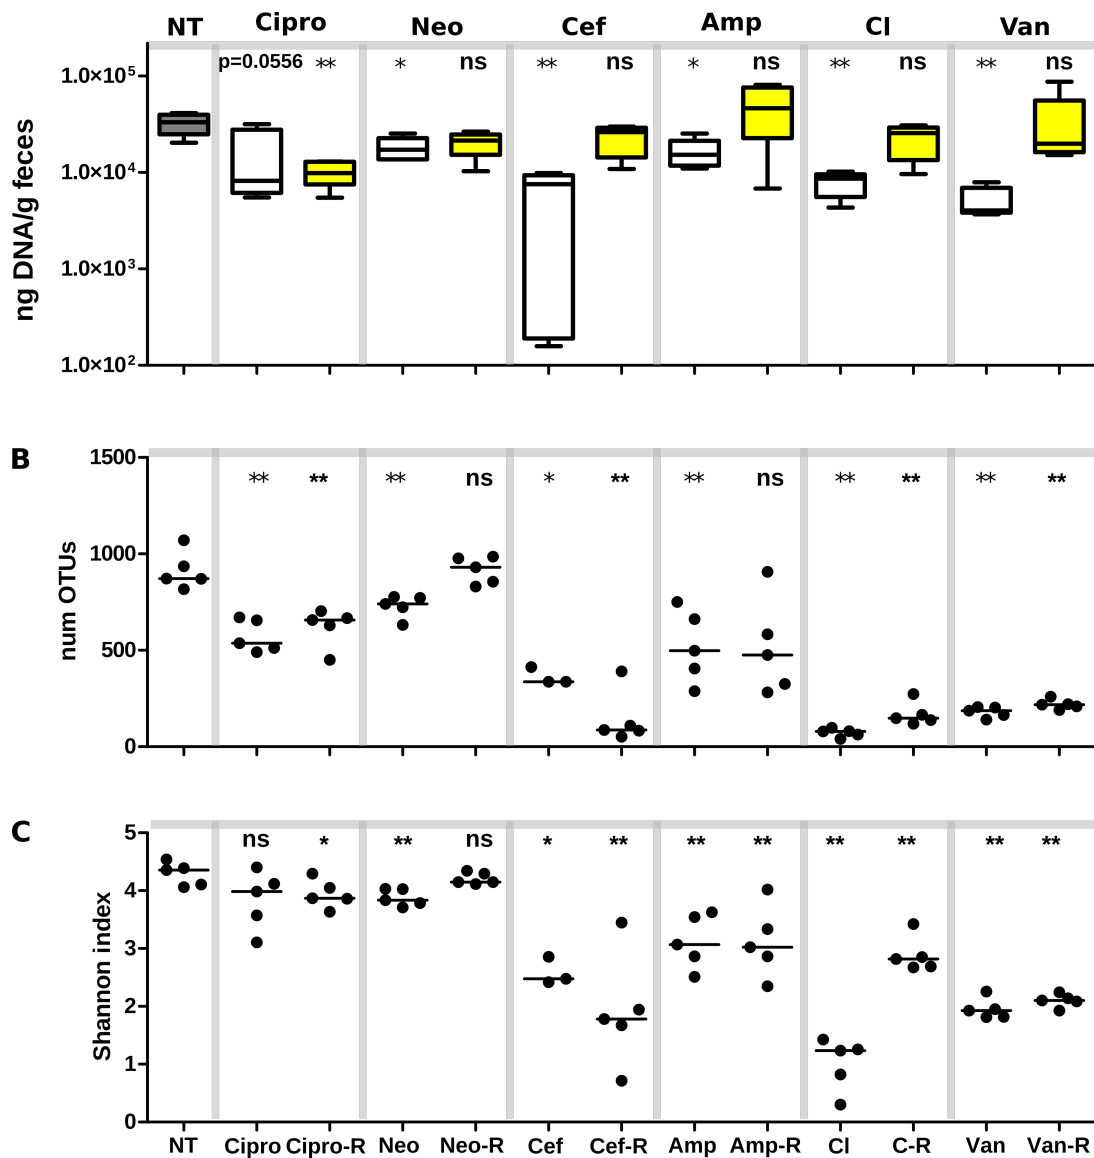 NT Cipro Neo Cef Amp Cl Van
p=0.0556 ** * ns ** ns * ns ** ns ** ns
1.0×10⁵
1.0×10⁴
1.0×10³
1.0×10²
ng DNA/g feces
B
** ** ** ns * ** ** ns ** ** ** **
1500
1000
500
0
num OTUs
C
ns * ** ns * ** ** ** ** ** ** **
5
4
3
2
1
0
Shannon index
NT Cipro Cipro-R Neo Neo-R Cef Cef-R Amp Amp-R Cl C-R Van Van-R